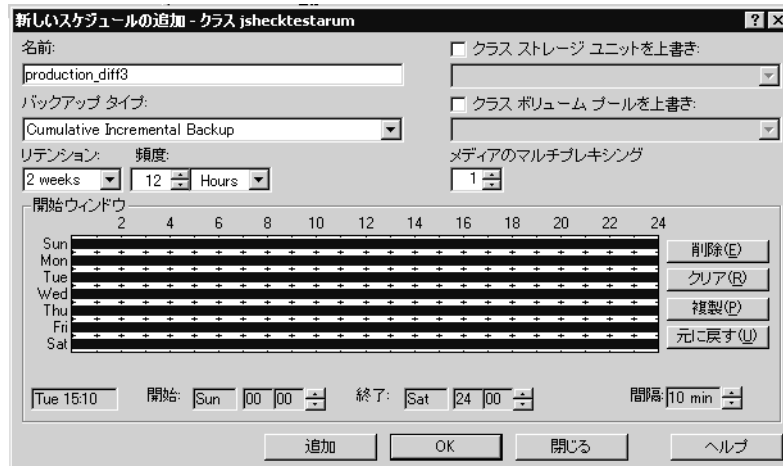 新しいスケジュールの追加 - クラス jshecktestarum
名前:
production_diff3
クラス ストレージ ユニットを上書き:
バックアップ タイプ:
Cumulative Incremental Backup
クラス ボリューム プールを上書き:
リテンション: 頻度:
2 weeks 12 Hours
メディアのマルチプレキシング
1
開始ウィンドウ
2 4 6 8 10 12 14 16 18 20 22 24
Sun
Mon
Tue
Wed
Thu
Fri
Sat
削除(E)
クリア(R)
複製(P)
元に戻す(U)
Tue 15:10 開始: Sun 00 00 終了: Sat 24 00 間隔: 10 min
追加 OK 閉じる ヘルプ